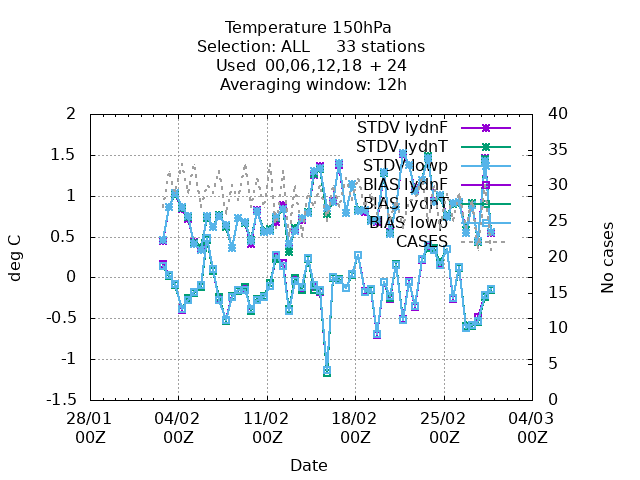 Temperature 150hPa
Selection: ALL 33 stations
Used 00,06,12,18 + 24
Averaging window: 12h
2
1.5
1
0.5
0
-0.5
-1
-1.5
40
35
30
25
20
15
10
5
0
STDV lydnF
STDV lydnT
STDV lowp
BIAS lydnF
BIAS lydnT
BIAS lowp
CASES
deg C
No cases
28/01 04/02 11/02 18/02 25/02 04/03
00Z 00Z 00Z 00Z 00Z 00Z
Date